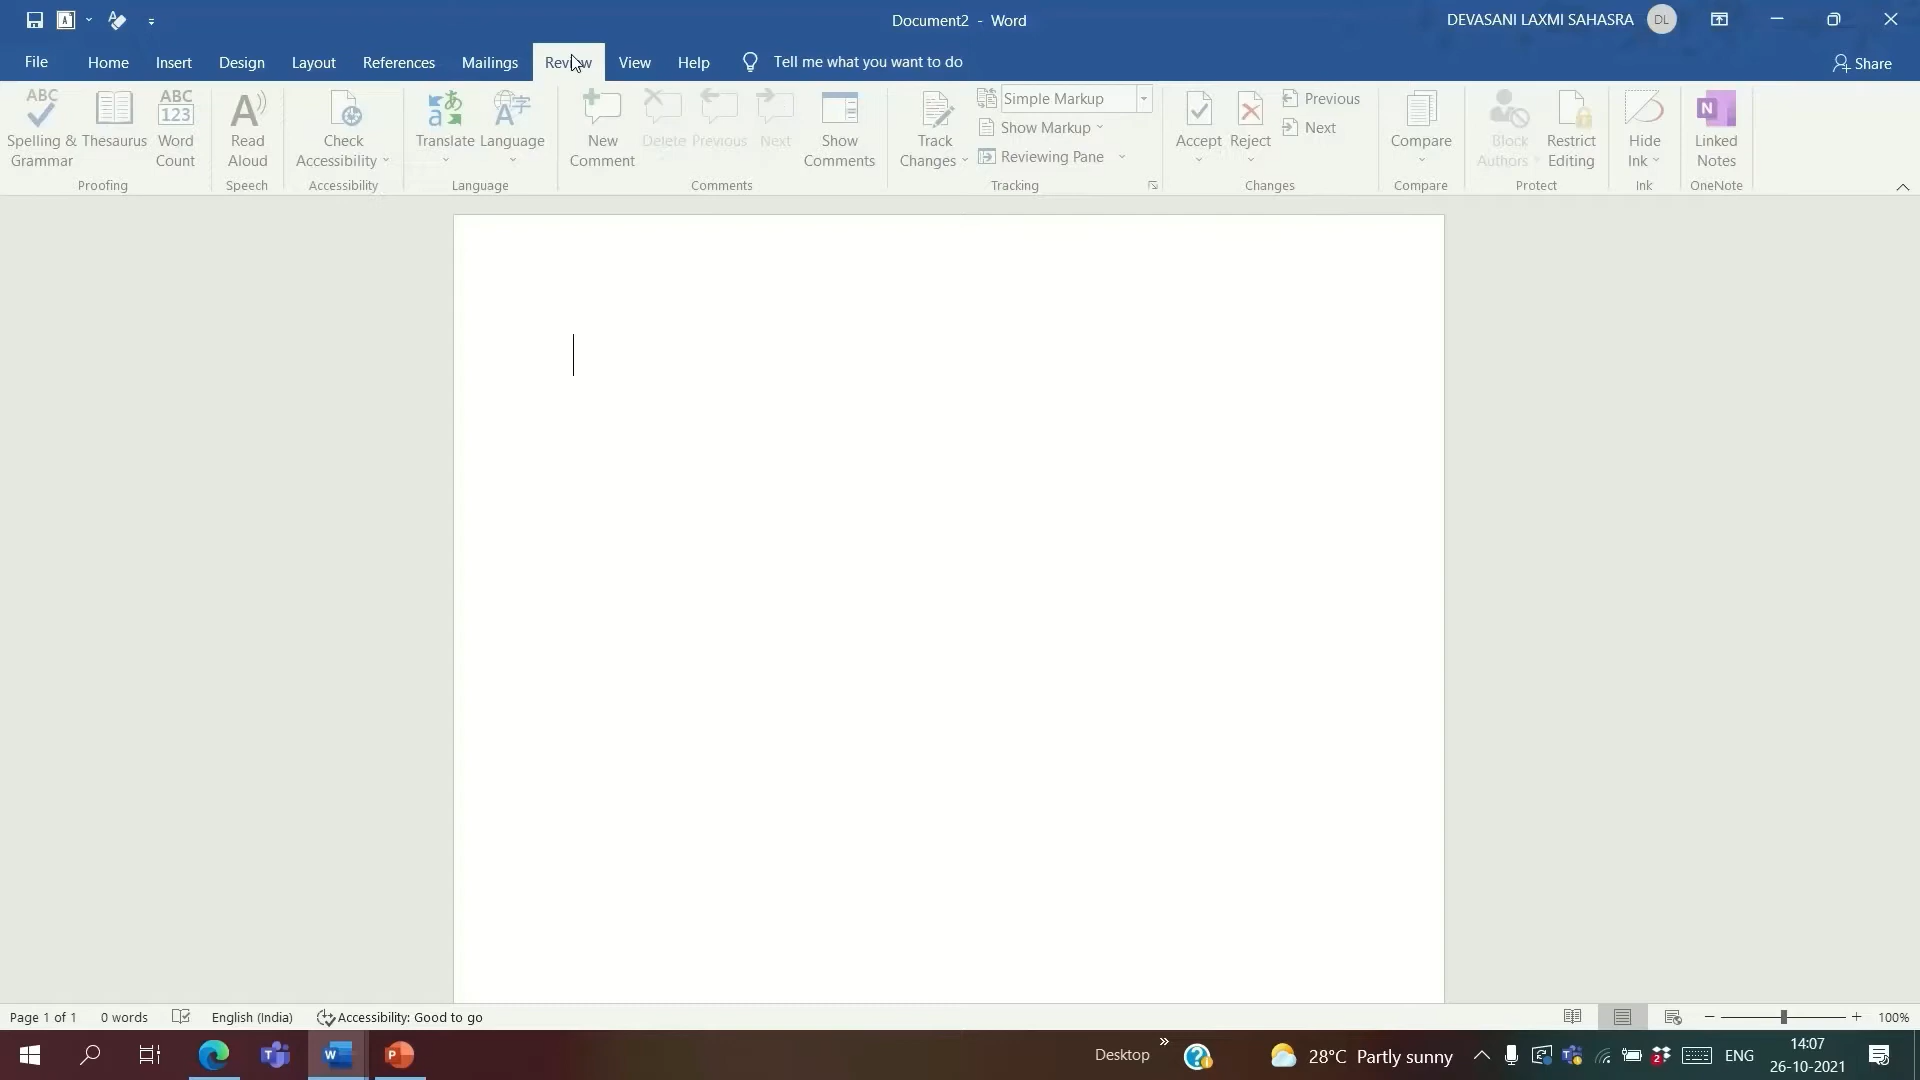 Document2 - Word
DEVASANI LAXMI SAHASRA
DL
File
Home
Insert
Design
Layout
References
Mailings
Review
View
Help
Tell me what you want to do
Share
ABC
Spelling &
Grammar
Thesaurus
ABC
123
Word
Count
Proofing
A
Read
Aloud
Speech
Check
Accessibility
Accessibility
Translate
Language
Language
New
Comment
Delete
Previous
Next
Show
Comments
Comments
Track
Changes
Simple Markup
Show Markup
Reviewing Pane
Tracking
Accept
Reject
Previous
Next
Changes
Compare
Compare
Block
Authors
Restrict
Editing
Protect
Hide
Ink
Ink
N
Linked
Notes
OneNote
Page 1 of 1
0 words
English (India)
Accessibility: Good to go
100%
Desktop
28°C Partly sunny
2
ENG
14:07
26-10-2021